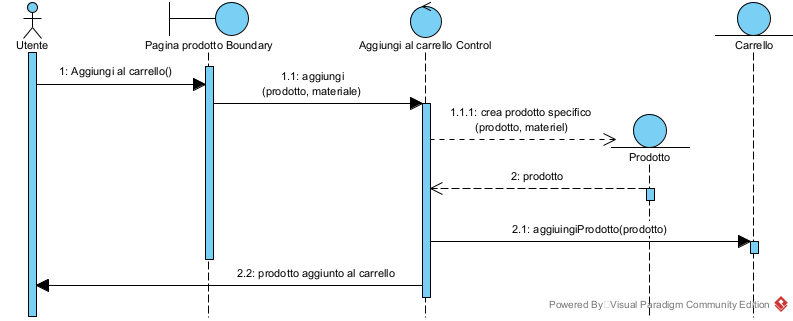 Utente
Pagina prodotto Boundary
Aggiungi al carrello Control
Carrello
1: Aggiungi al carrello()
1.1: aggiungi
(prodotto, materiale)
1.1.1: crea prodotto specifico
(prodotto, materiel)
Prodotto
2: prodotto
2.1: aggiuingiProdotto(prodotto)
2.2: prodotto aggiunto al carrello
Powered By Visual Paradigm Community Edition